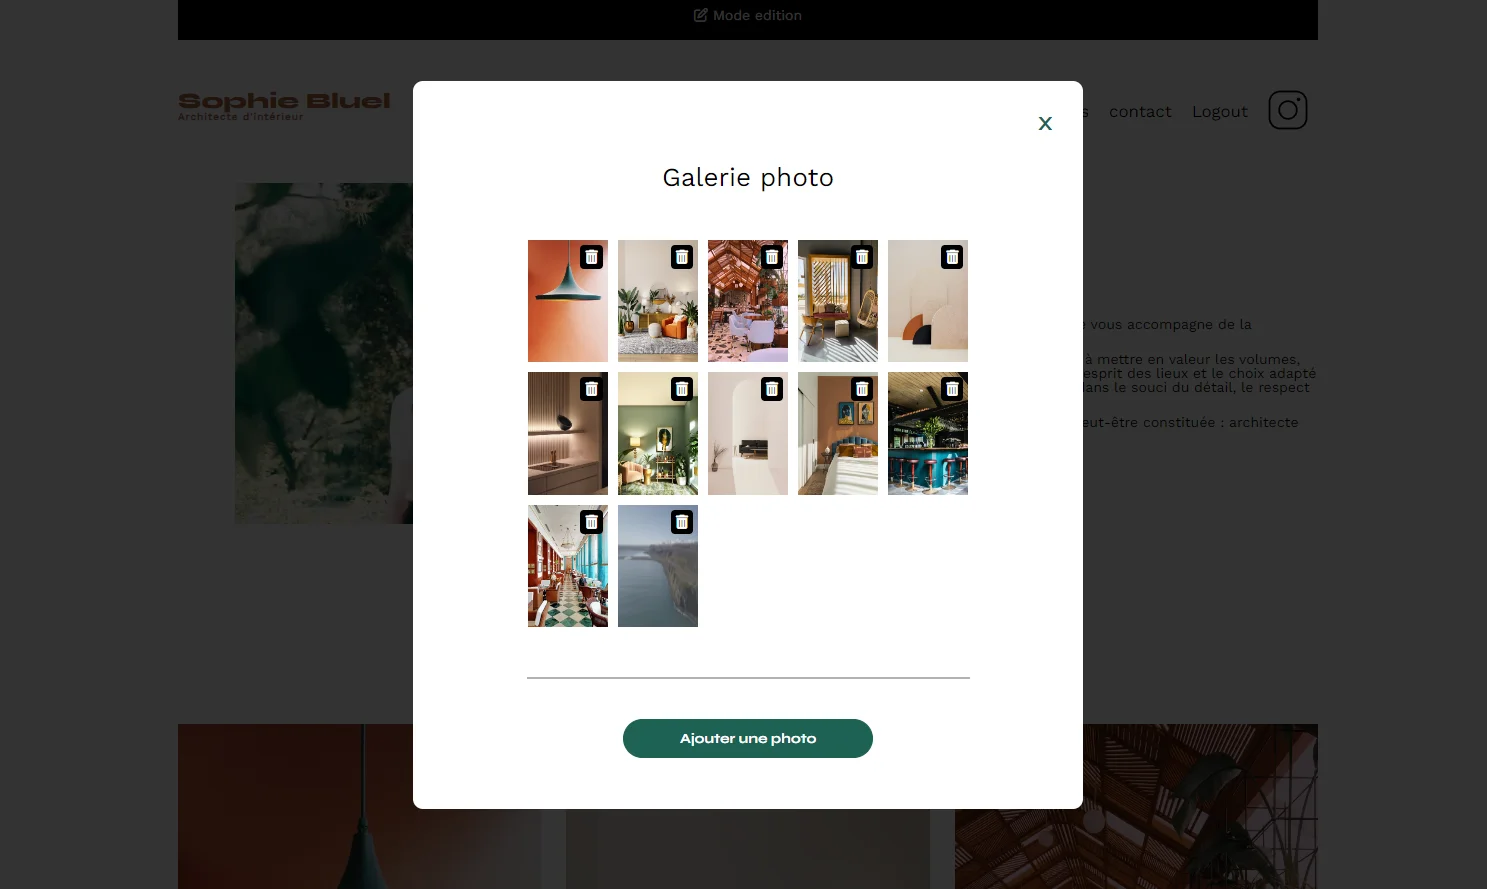 Mode edition
Sophie Bluel
Architecte d'intérieur
contact
Logout
X
Galerie photo
vous accompagne de la
à mettre en valeur les volumes,
esprit des lieux et le choix adapté
dans le souci du détail, le respect
peut-être constituée : architecte
Ajouter une photo